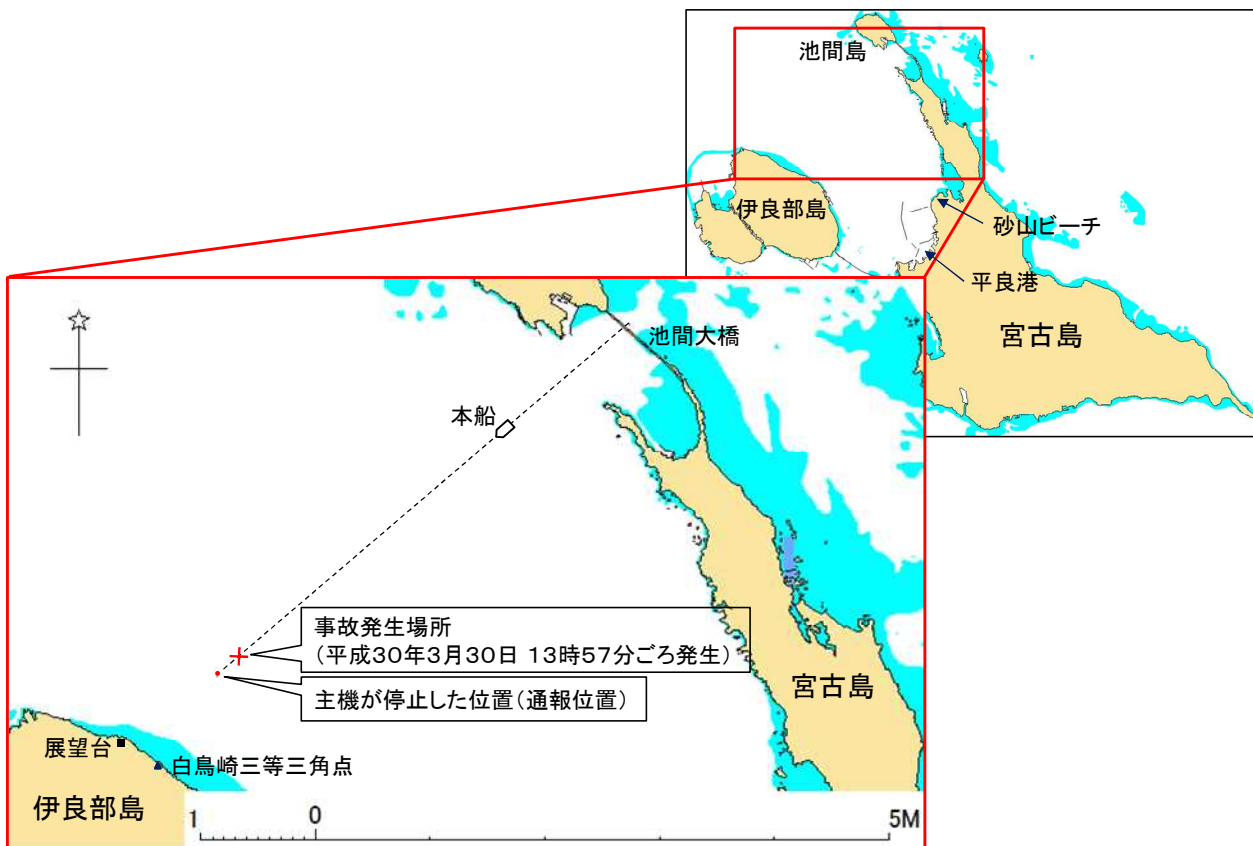 池間島
伊良部島
砂山ビーチ
平良港
宮古島
池間大橋
本船
事故発生場所
（平成30年3月30日 13時57分ごろ発生）
主機が停止した位置（通報位置）
宮古島
展望台
白鳥崎三等三角点
伊良部島
1 0 5M